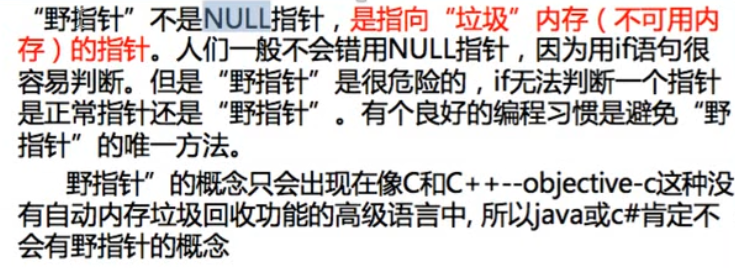 “野指针”不是NULL指针，是指向“垃圾”内存（不可用内
存）的指针。人们一般不会错用NULL指针，因为用if语句很
容易判断。但是“野指针”是很危险的，if无法判断一个指针
是正常指针还是“野指针”。有个良好的编程习惯是避免“野
指针”的唯一方法。
野指针”的概念只会出现在像C和C++--objective-c这种没
有自动内存垃圾回收功能的高级语言中, 所以java或c#肯定不
会有野指针的概念